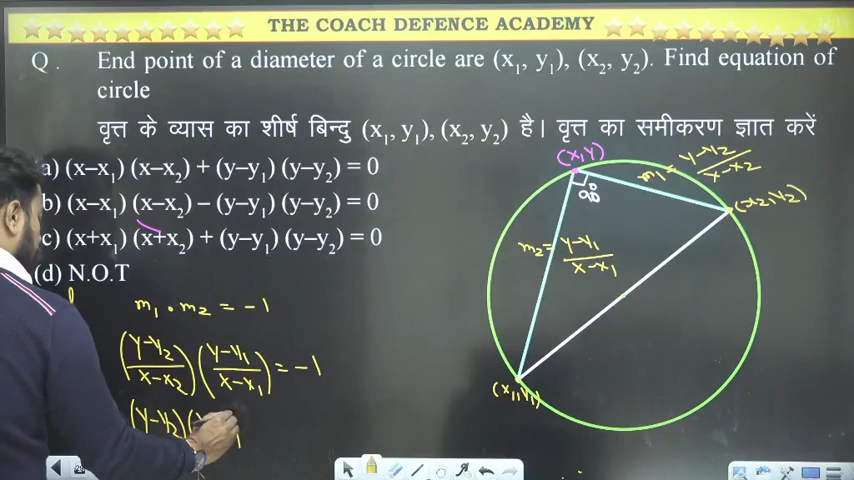 THE COACH DEFENCE ACADEMY
Q . End point of a diameter of a circle are (x₁, y₁), (x₂, y₂). Find equation of
circle
वृत्त के व्यास का शीर्ष बिन्दु (x₁, y₁), (x₂, y₂) है। वृत्त का समीकरण ज्ञात करें
a) (x–x₁) (x–x₂) + (y–y₁) (y–y₂) = 0
b) (x–x₁) (x–x₂) – (y–y₁) (y–y₂) = 0
c) (x+x₁) (x+x₂) + (y–y₁) (y–y₂) = 0
(d) N.O.T
(x,y)
m₁ = y-y₂ / x-x₂
(x₂,y₂)
m₂ = y-y₁ / x-x₁
(x₁,y₁)
m₁ . m₂ = -1
(y-y₂ / x-x₂) (y-y₁ / x-x₁) = -1
(y-y₂)